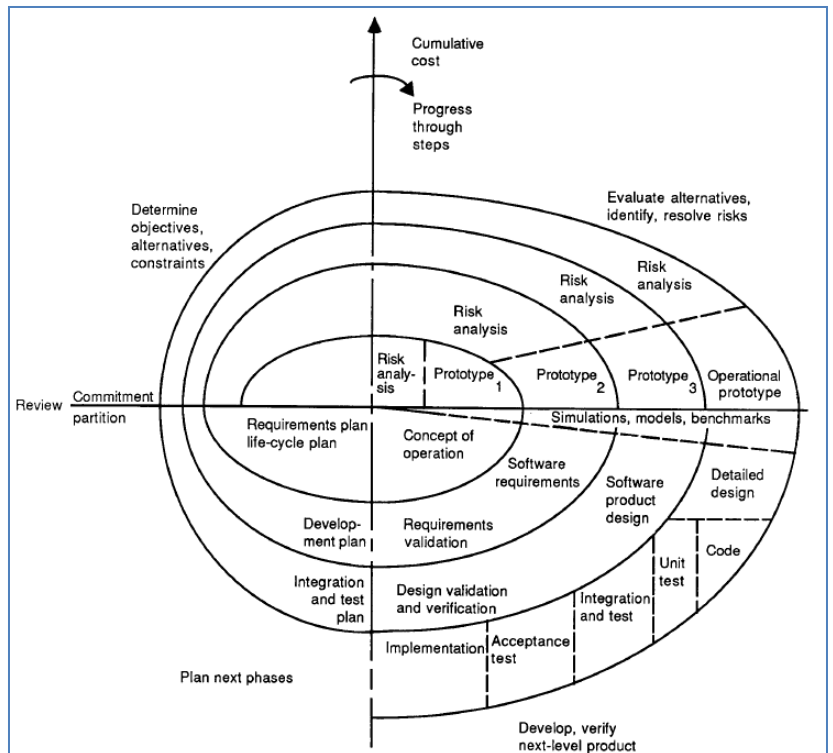 Cumulative
cost
Progress
through
steps
Determine
objectives,
alternatives,
constraints
Evaluate alternatives,
identify, resolve risks
Risk
analysis
Risk
analysis
Risk
analysis
Risk
analy-
sis
Prototype
1
Prototype
2
Prototype
3
Operational
prototype
Review
Commitment
partition
Simulations, models, benchmarks
Requirements plan
life-cycle plan
Concept of
operation
Software
requirements
Software
product
design
Detailed
design
Develop-
ment plan
Requirements
validation
Code
Unit
test
Integration
and test
plan
Design validation
and verification
Integration
and test
Acceptance
test
Implementation
Plan next phases
Develop, verify
next-level product